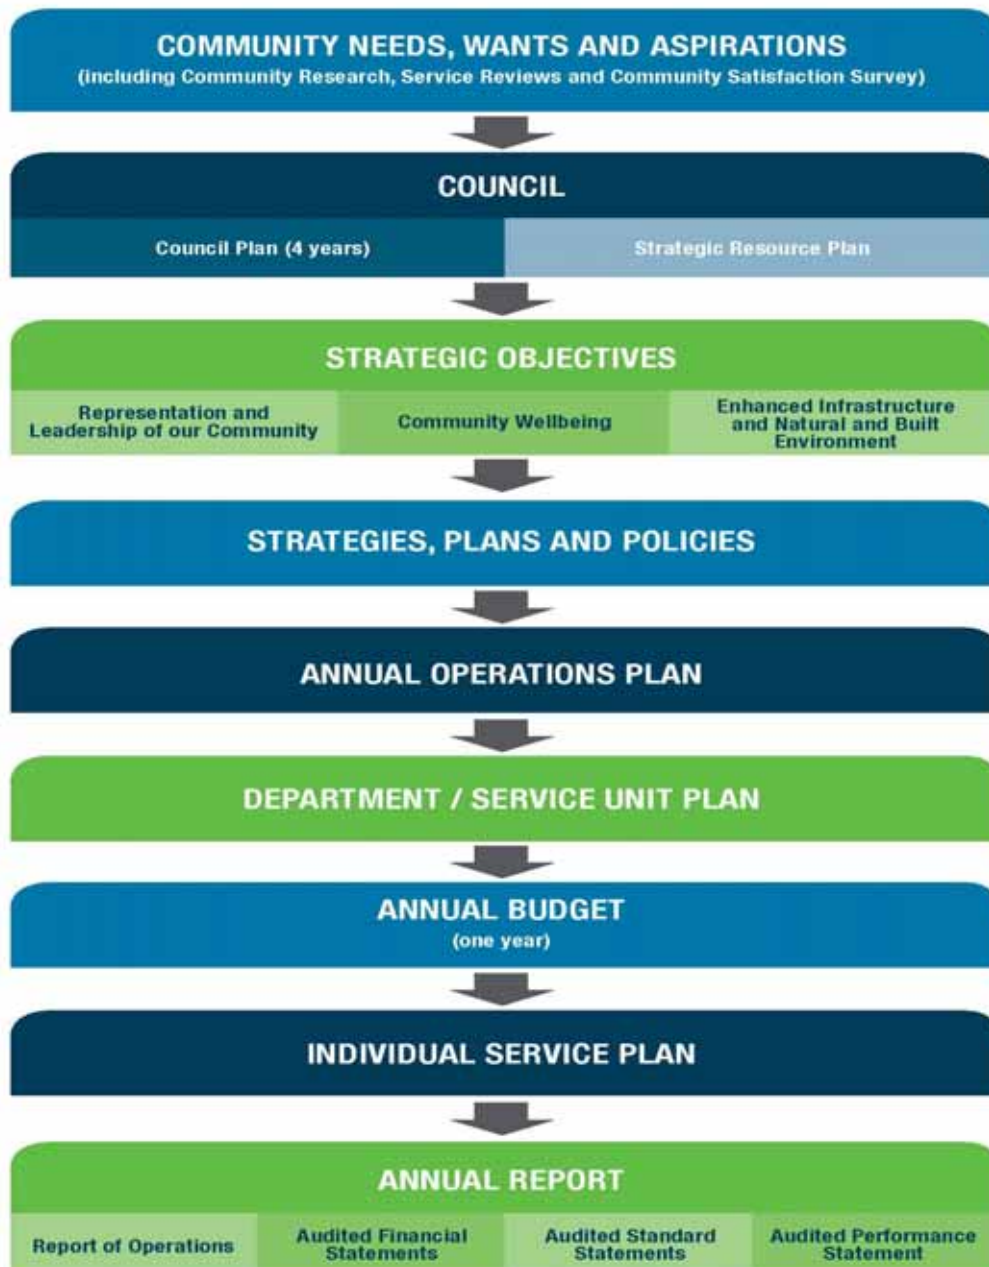 COMMUNITY NEEDS, WANTS AND ASPIRATIONS
(including Community Research, Service Reviews and Community Satisfaction Survey)
COUNCIL
Council Plan (4 years)
Strategic Resource Plan
STRATEGIC OBJECTIVES
Representation and
Leadership of our Community
Community Wellbeing
Enhanced Infrastructure
and Natural and Built
Environment
STRATEGIES, PLANS AND POLICIES
ANNUAL OPERATIONS PLAN
DEPARTMENT / SERVICE UNIT PLAN
ANNUAL BUDGET
(one year)
INDIVIDUAL SERVICE PLAN
ANNUAL REPORT
Report of Operations
Audited Financial
Statements
Audited Standard
Statements
Audited Performance
Statement